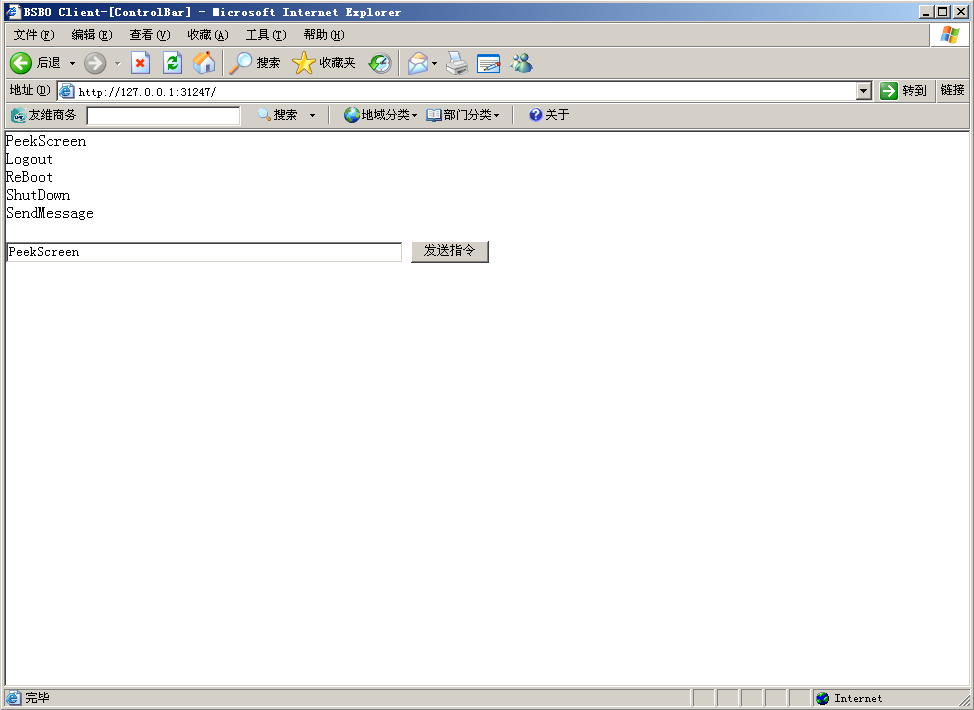 BSBO Client-[ControlBar] - Microsoft Internet Explorer
文件(F) 编辑(E) 查看(V) 收藏(A) 工具(T) 帮助(H)
后退 搜索 收藏夹
地址(D) http://127.0.0.1:31247/ 转到 链接
友维商务 搜索 地域分类 部门分类 关于
PeekScreen
Logout
ReBoot
ShutDown
SendMessage
PeekScreen 发送指令
完毕 Internet